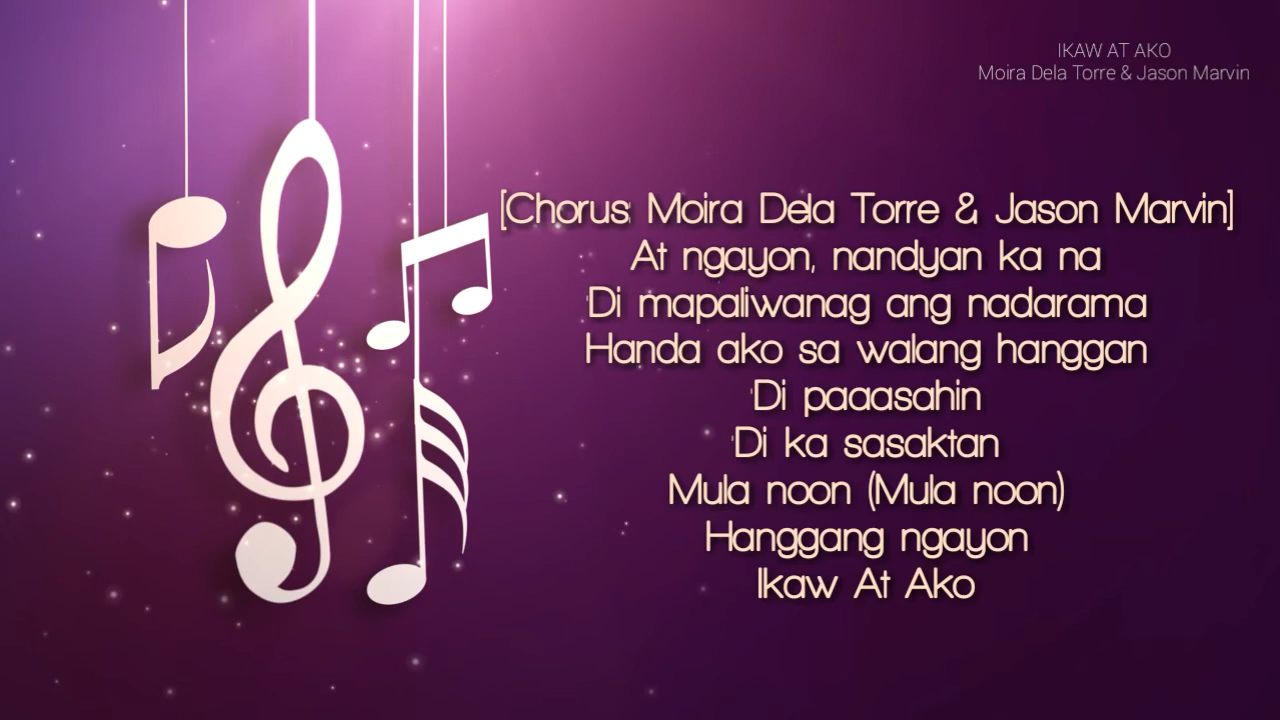 IKAW AT AKO
Moira Dela Torre & Jason Marvin
[Chorus: Moira Dela Torre & Jason Marvin]
At ngayon, nandyan ka na
'Di mapaliwanag ang nadarama
Handa ako sa walang hanggan
'Di paaasahin
'Di ka sasaktan
Mula noon (Mula noon)
Hanggang ngayon
Ikaw At Ako